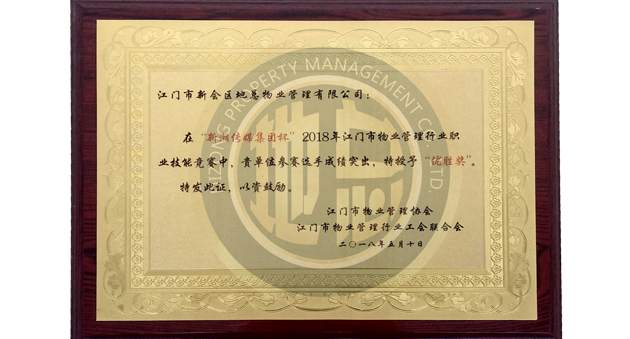 江门市新会区地总物业管理有限公司：
在“新洲传媒集团杯”2018年江门市物业管理行业职
业技能竞赛中，贵单位参赛选手成绩突出，特授予“优胜奖”。
特发此证，以资鼓励。
江门市物业管理协会
江门市物业管理行业工会联合会
二〇一八年五月十日
IZONG PROPERTY MANAGEMENT CO., LTD.